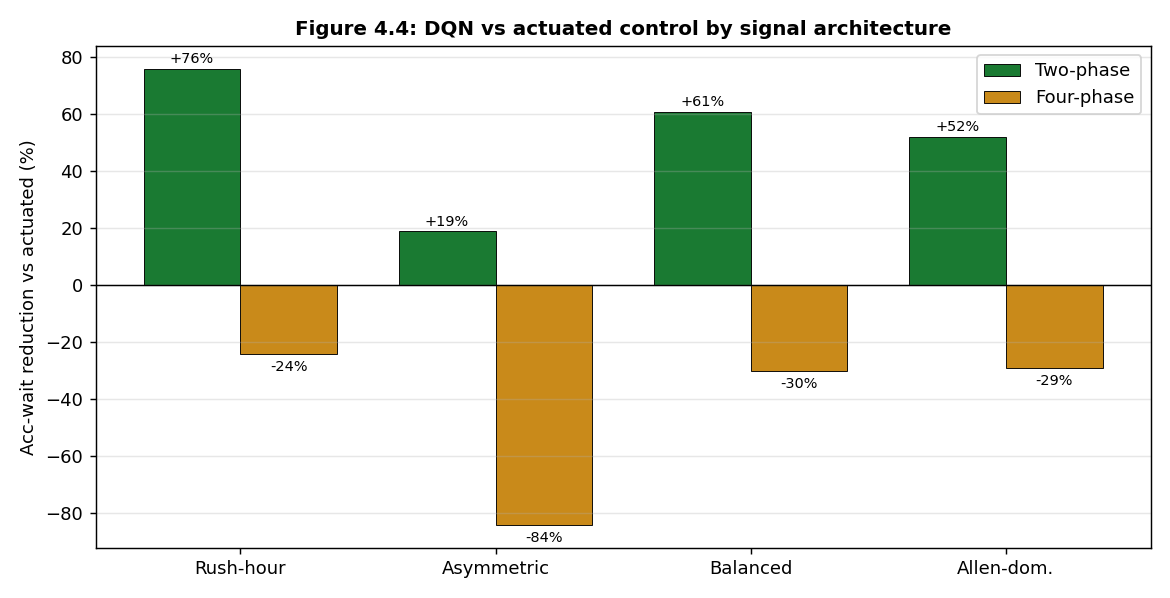 Figure 4.4: DQN vs actuated control by signal architecture
Acc-wait reduction vs actuated (%)
80
60
40
20
0
−20
−40
−60
−80
+76%
-24%
+19%
-84%
+61%
-30%
+52%
-29%
Two-phase
Four-phase
Rush-hour
Asymmetric
Balanced
Allen-dom.